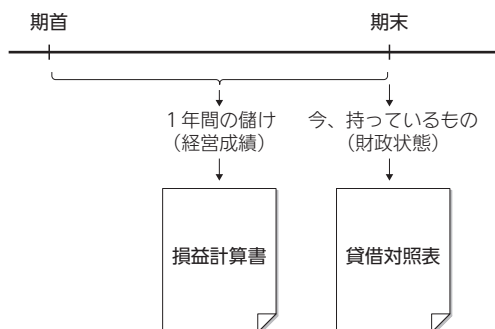 期首
期末
1年間の儲け
(経営成績)
今、持っているもの
(財政状態)
損益計算書
貸借対照表